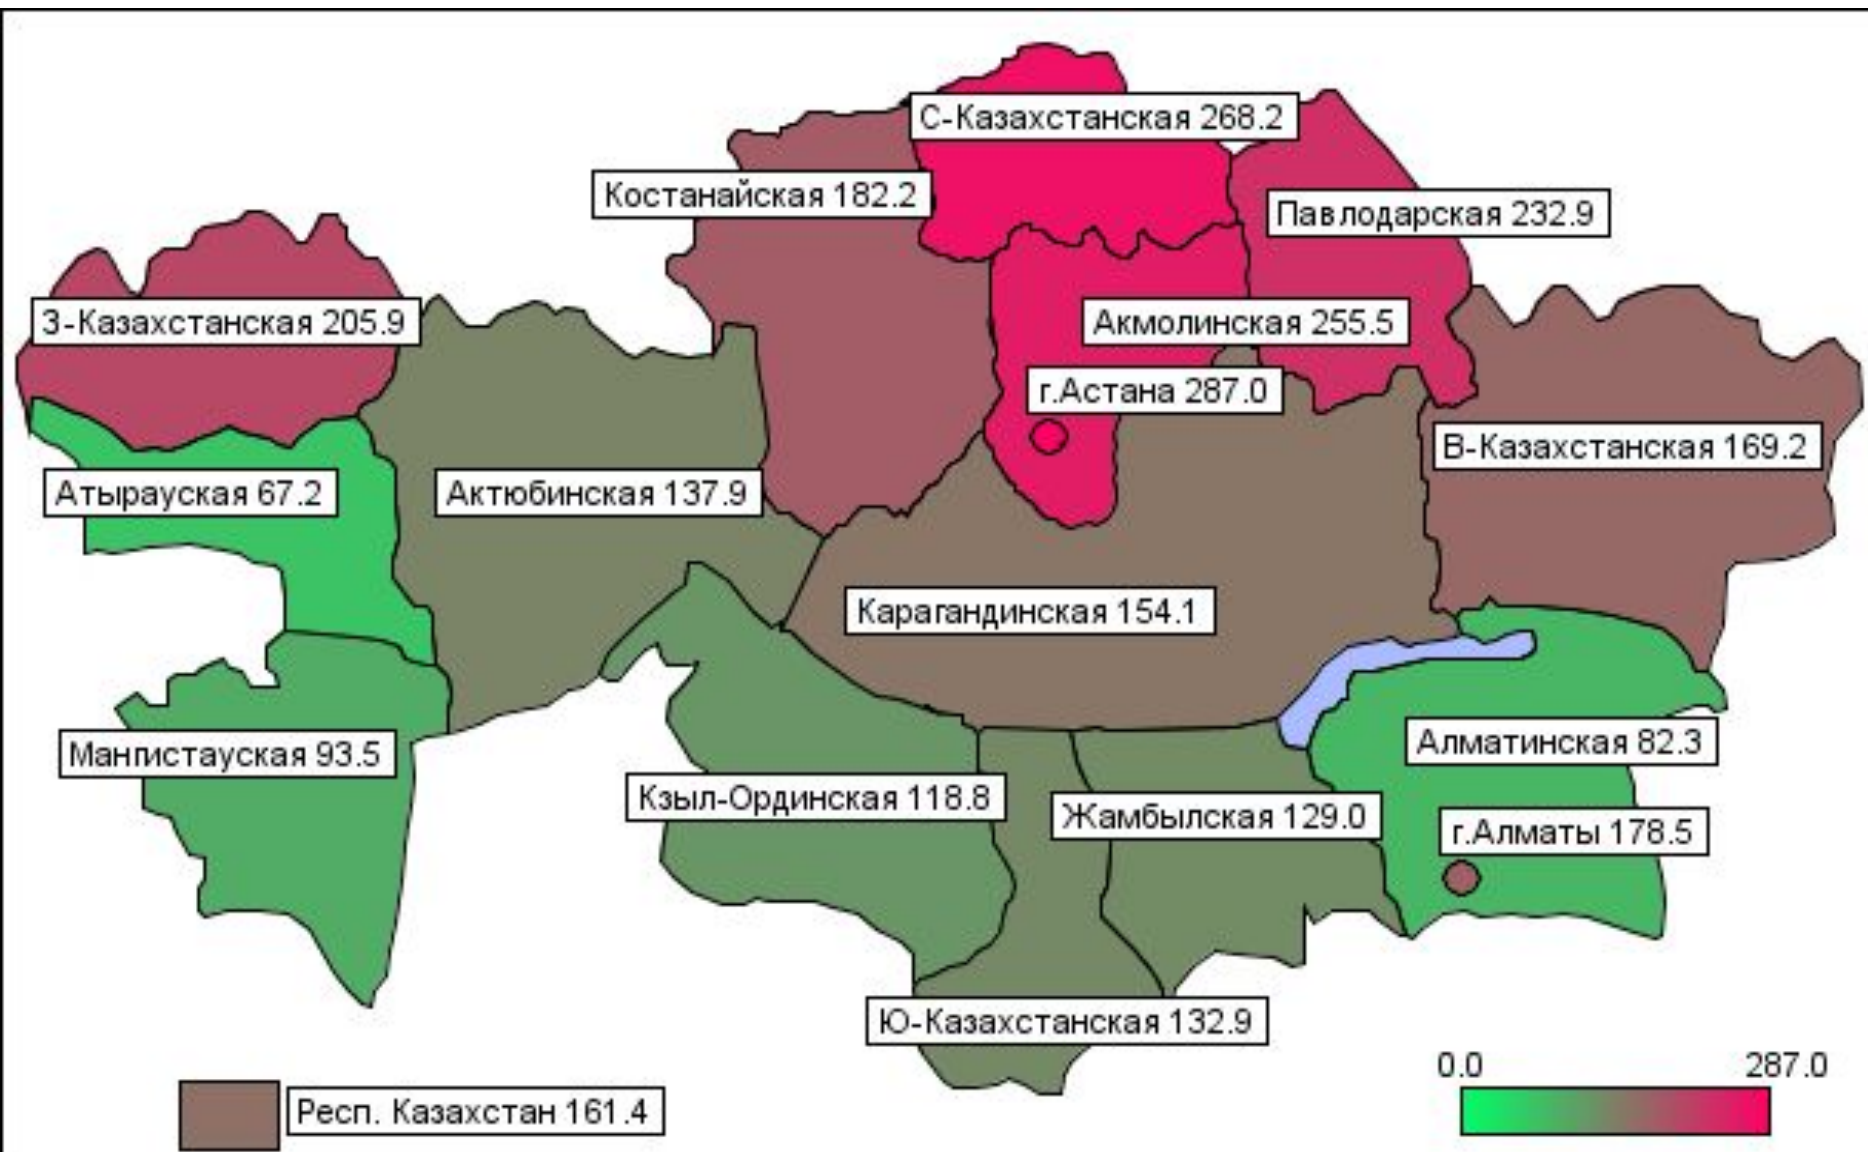 С-Казахстанская 268.2
Костанайская 182.2
Павлодарская 232.9
З-Казахстанская 205.9
Акмолинская 255.5
г.Астана 287.0
В-Казахстанская 169.2
Атырауская 67.2
Актюбинская 137.9
Карагандинская 154.1
Мангистауская 93.5
Алматинская 82.3
Кзыл-Ординская 118.8
Жамбылская 129.0
г.Алматы 178.5
Ю-Казахстанская 132.9
0.0 287.0
Респ. Казахстан 161.4